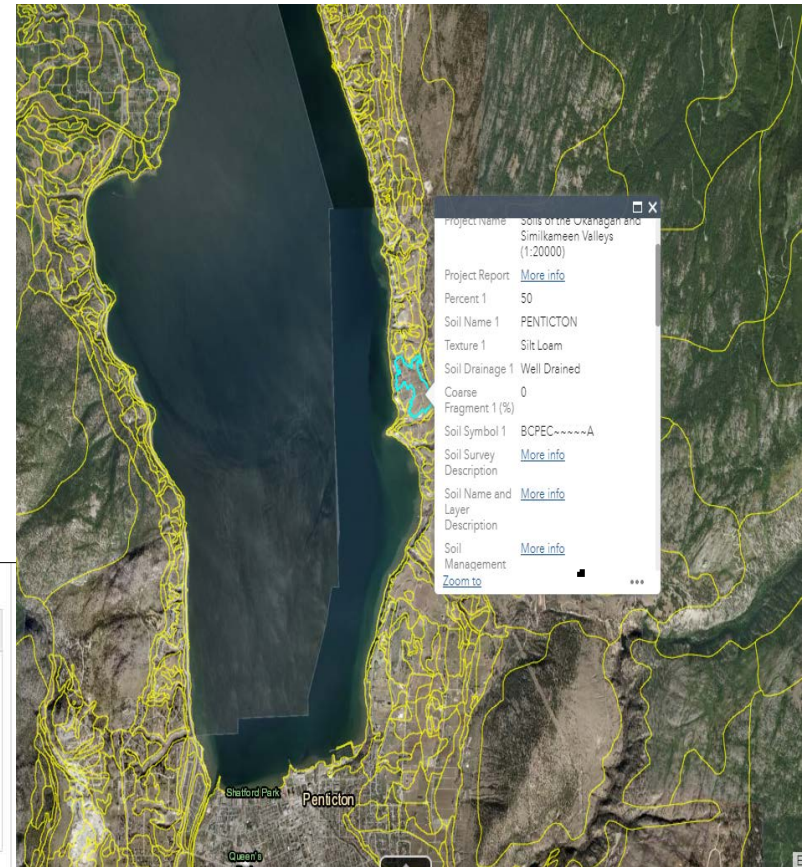 Project Name Soils of the Okanagan and
Similkameen Valleys
(1:20000)
Project Report More info
Percent 1 50
Soil Name 1 PENTICTON
Texture 1 Silt Loam
Soil Drainage 1 Well Drained
Coarse 0
Fragment 1 (%)
Soil Symbol 1 BCPEC~~~~~A
Soil Survey More info
Description
Soil Name and More info
Layer
Description
Soil More info
Management
Zoom to
Shatford Park
Penticton
Queen's